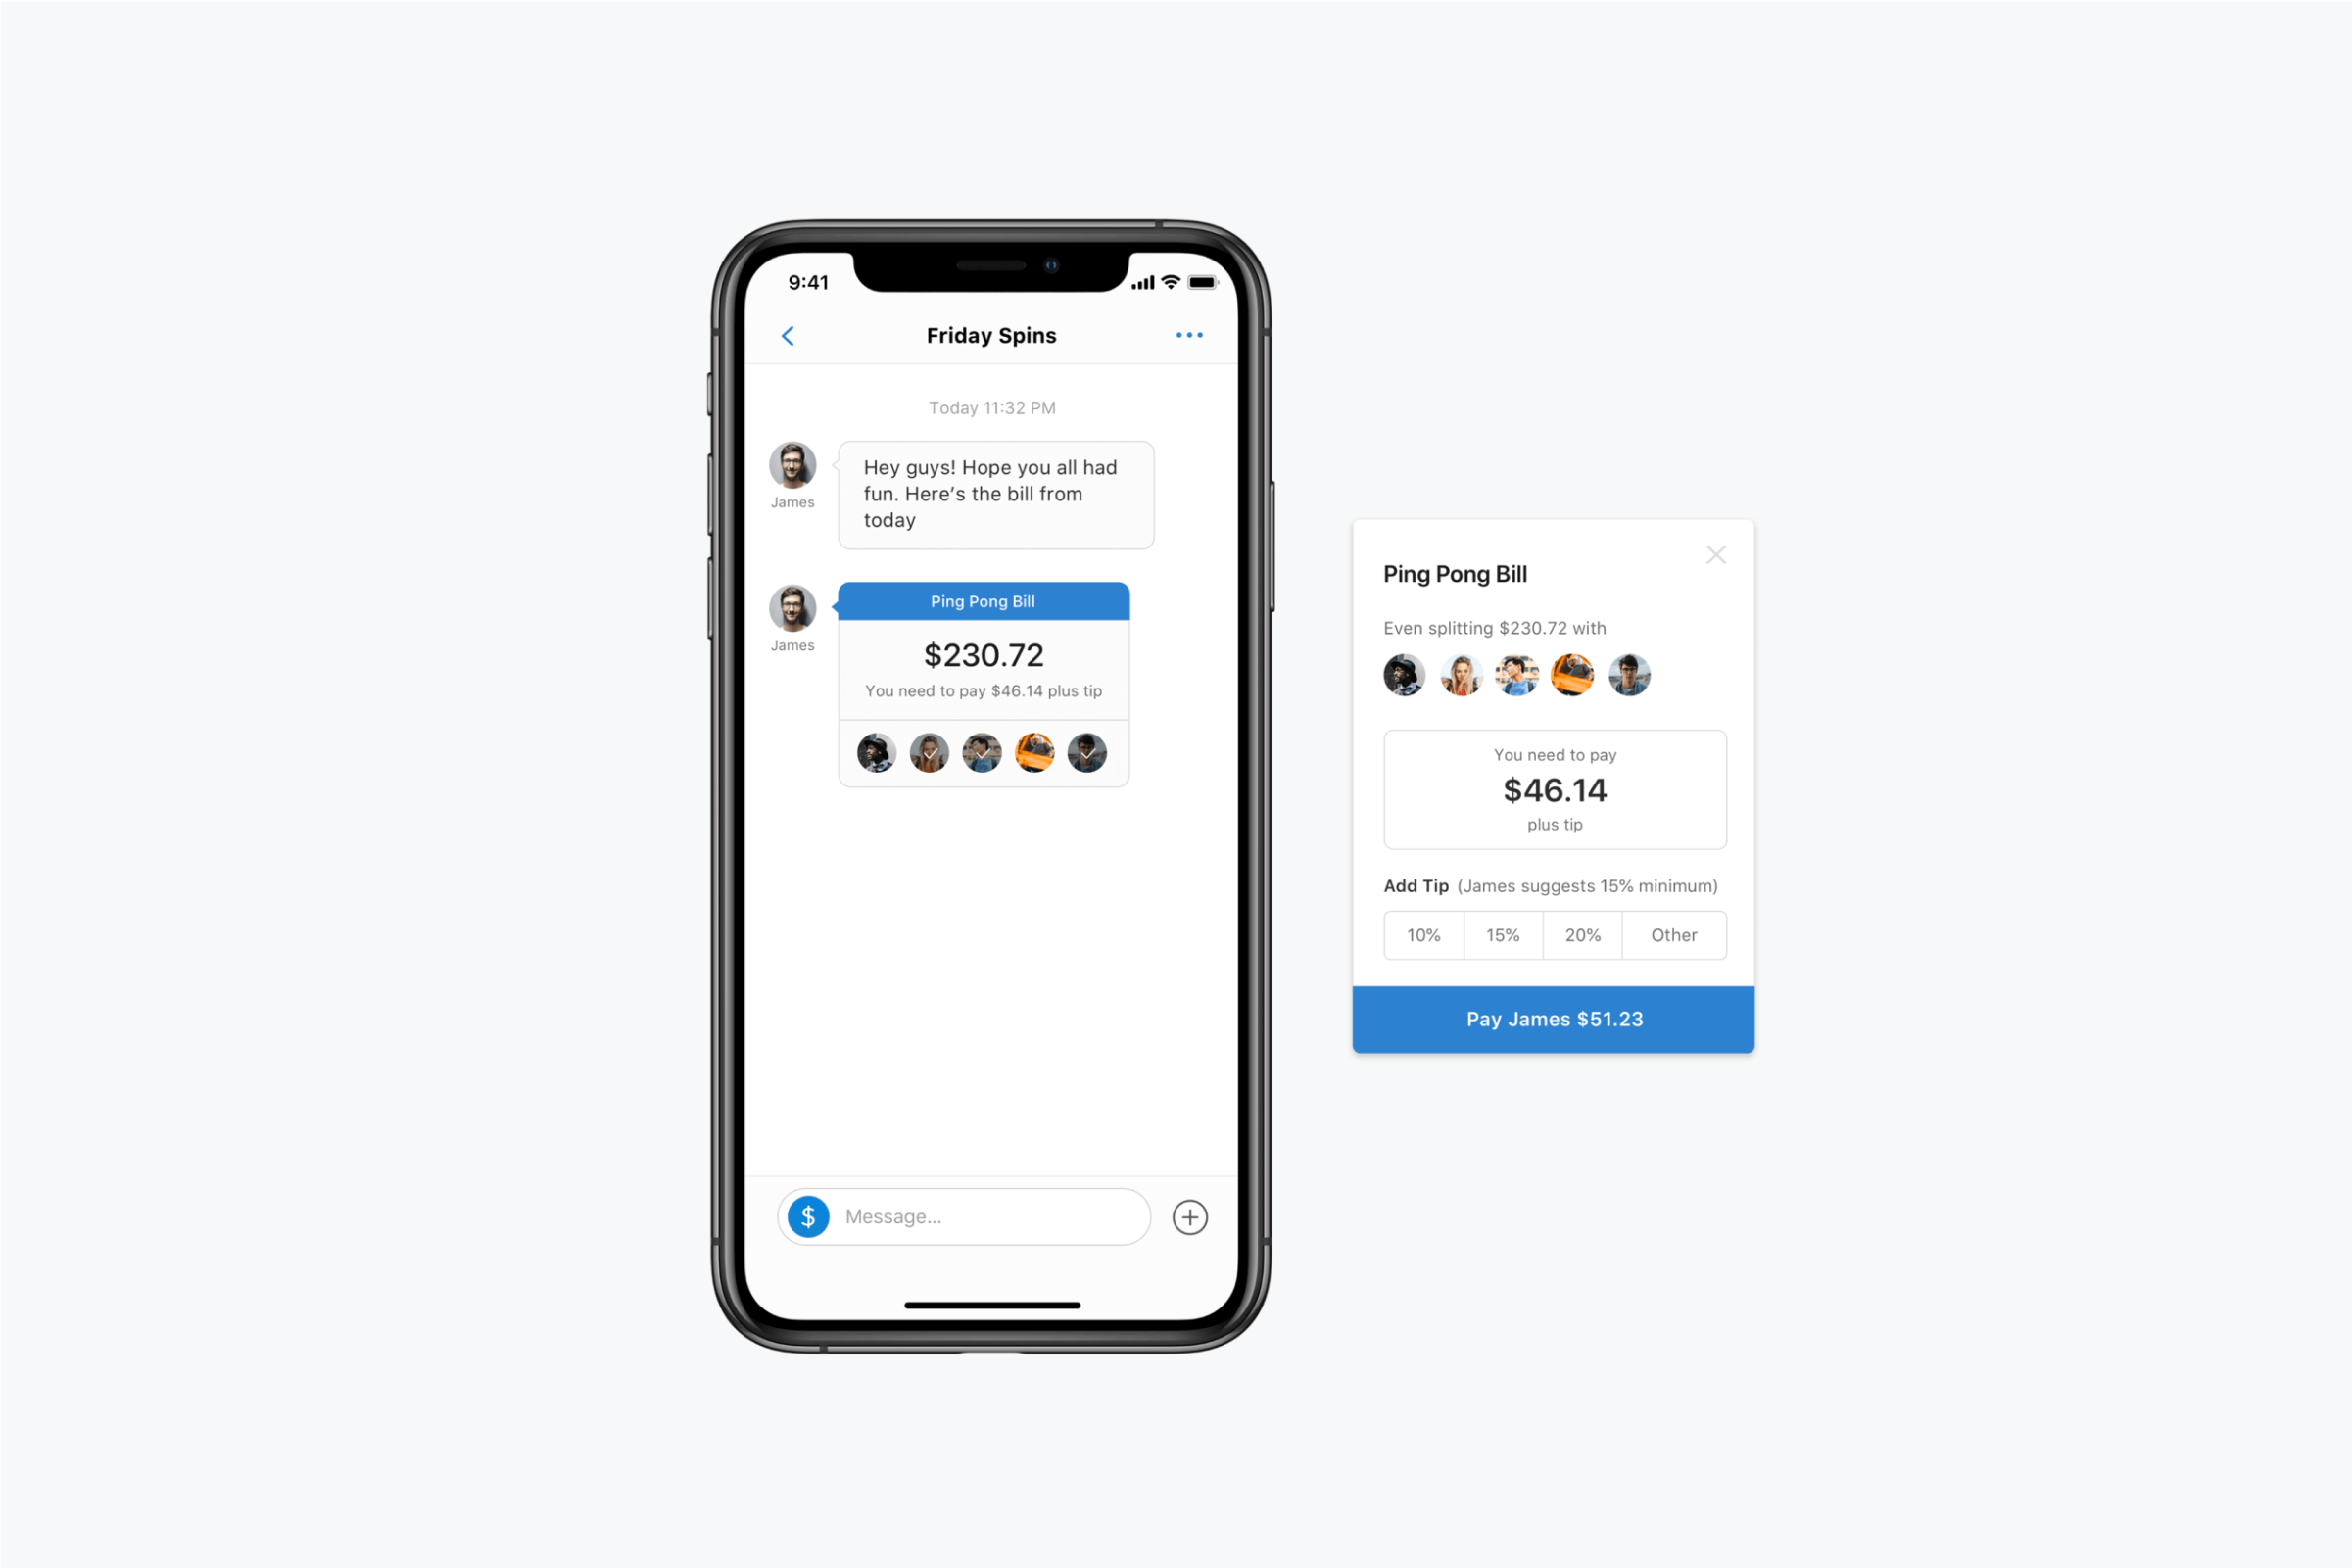 9:41
Friday Spins
Today 11:32 PM
Hey guys! Hope you all had
fun. Here’s the bill from
today
James
Ping Pong Bill
$230.72
You need to pay $46.14 plus tip
James
$ Message...
Ping Pong Bill
Even splitting $230.72 with
You need to pay
$46.14
plus tip
Add Tip (James suggests 15% minimum)
10% 15% 20% Other
Pay James $51.23